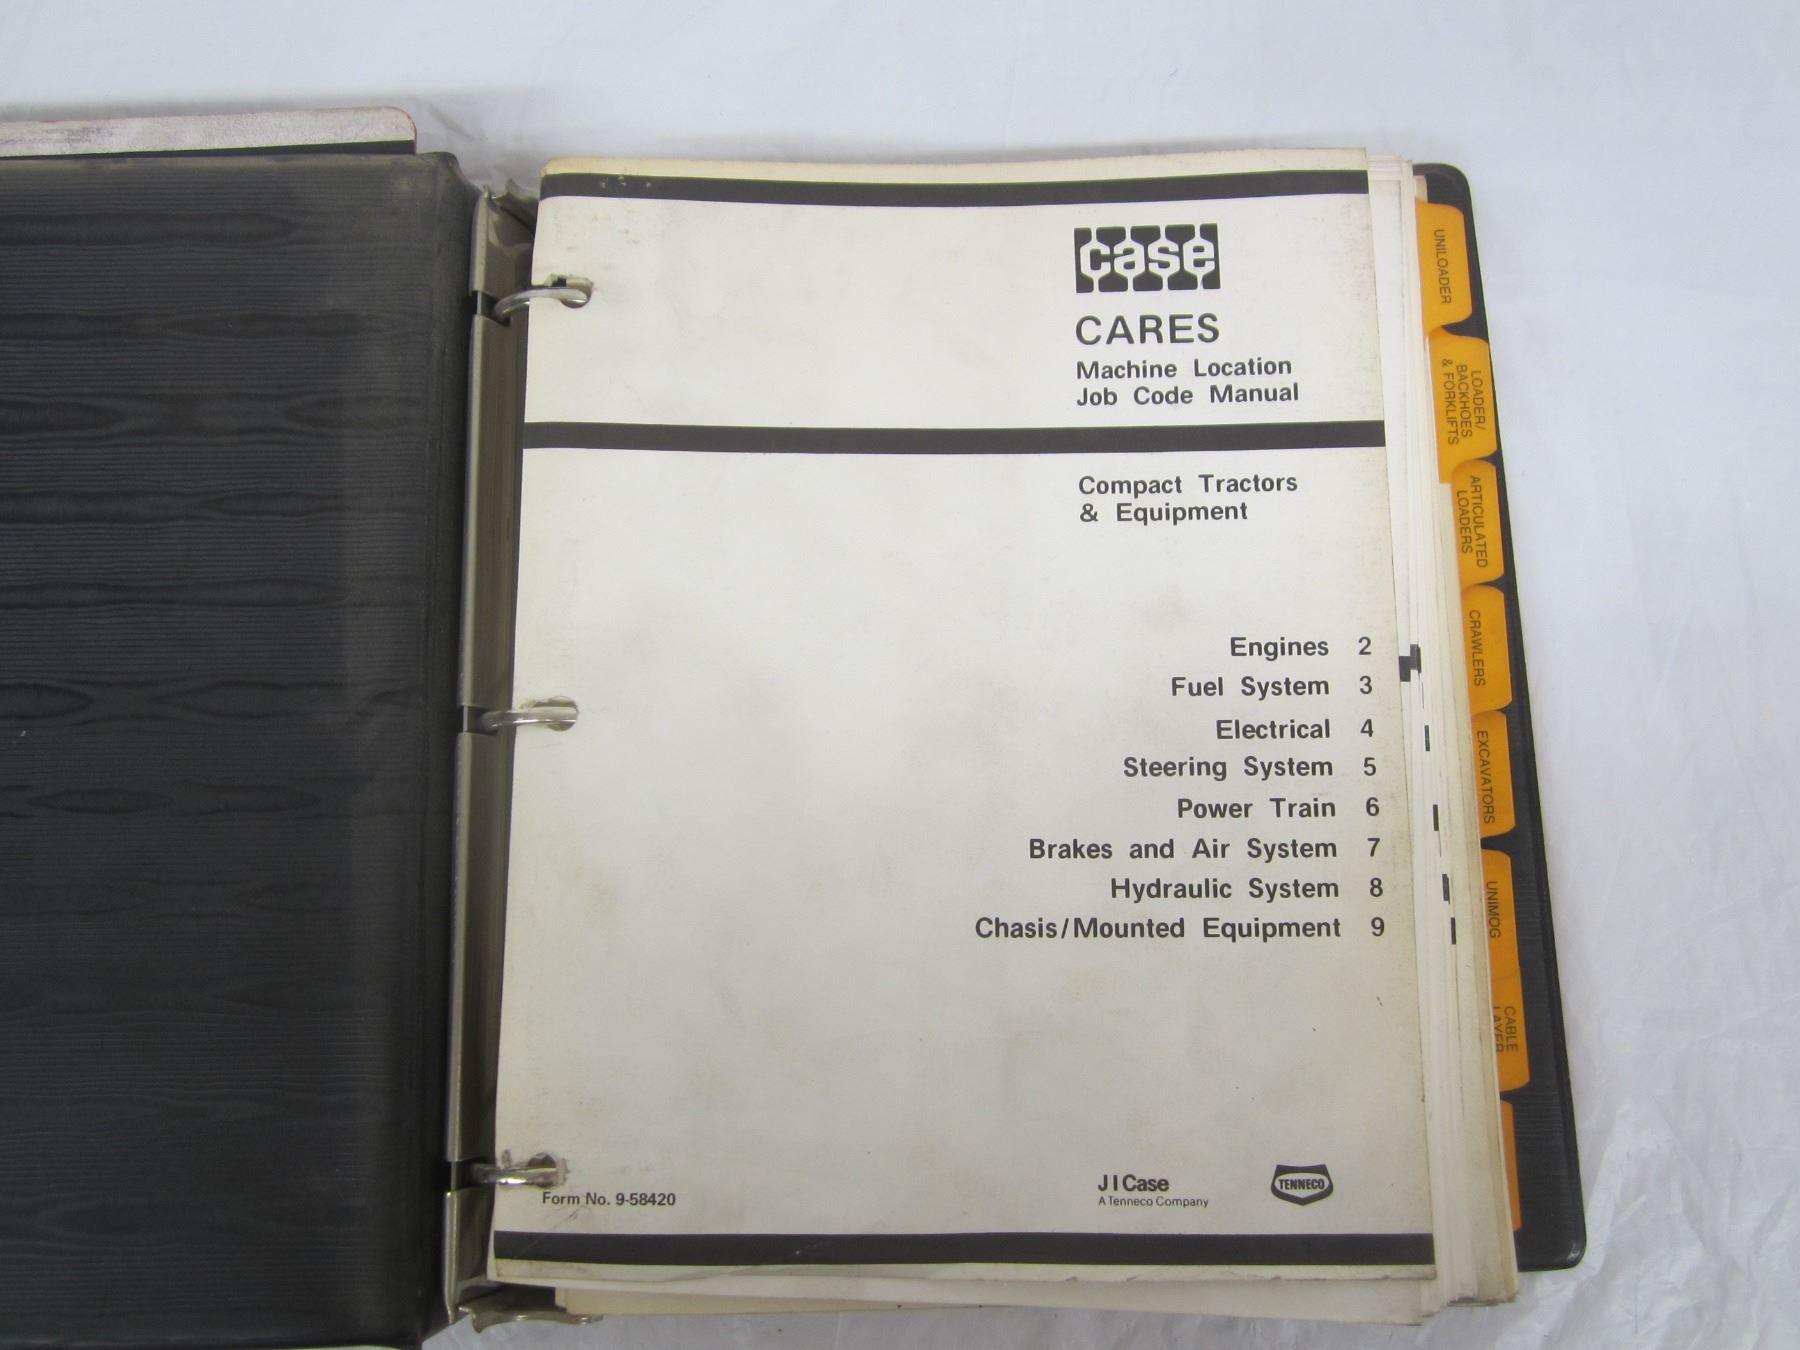 case
CARES
Machine Location
Job Code Manual
Compact Tractors
& Equipment
Engines 2
Fuel System 3
Electrical 4
Steering System 5
Power Train 6
Brakes and Air System 7
Hydraulic System 8
Chasis/Mounted Equipment 9
Form No. 9-58420
J I Case
A Tenneco Company
TENNECO
UNILOADER
LOADER/
BACKHOES
& FORKLIFTS
ARTICULATED
LOADERS
CRAWLERS
EXCAVATORS
UNIMOG
CABLE
LAYER